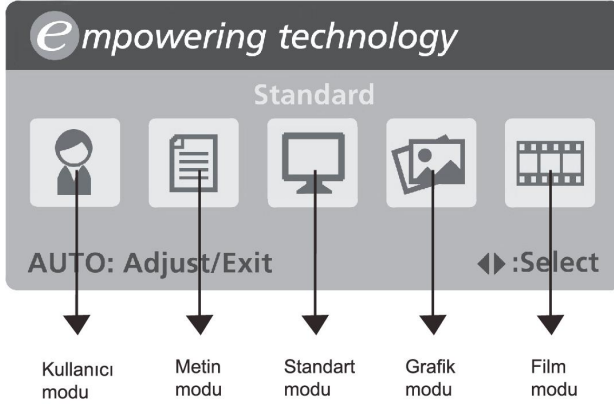 empowering technology
Standard
AUTO: Adjust/Exit
:Select
Kullanıcı modu
Metin modu
Standart modu
Grafik modu
Film modu